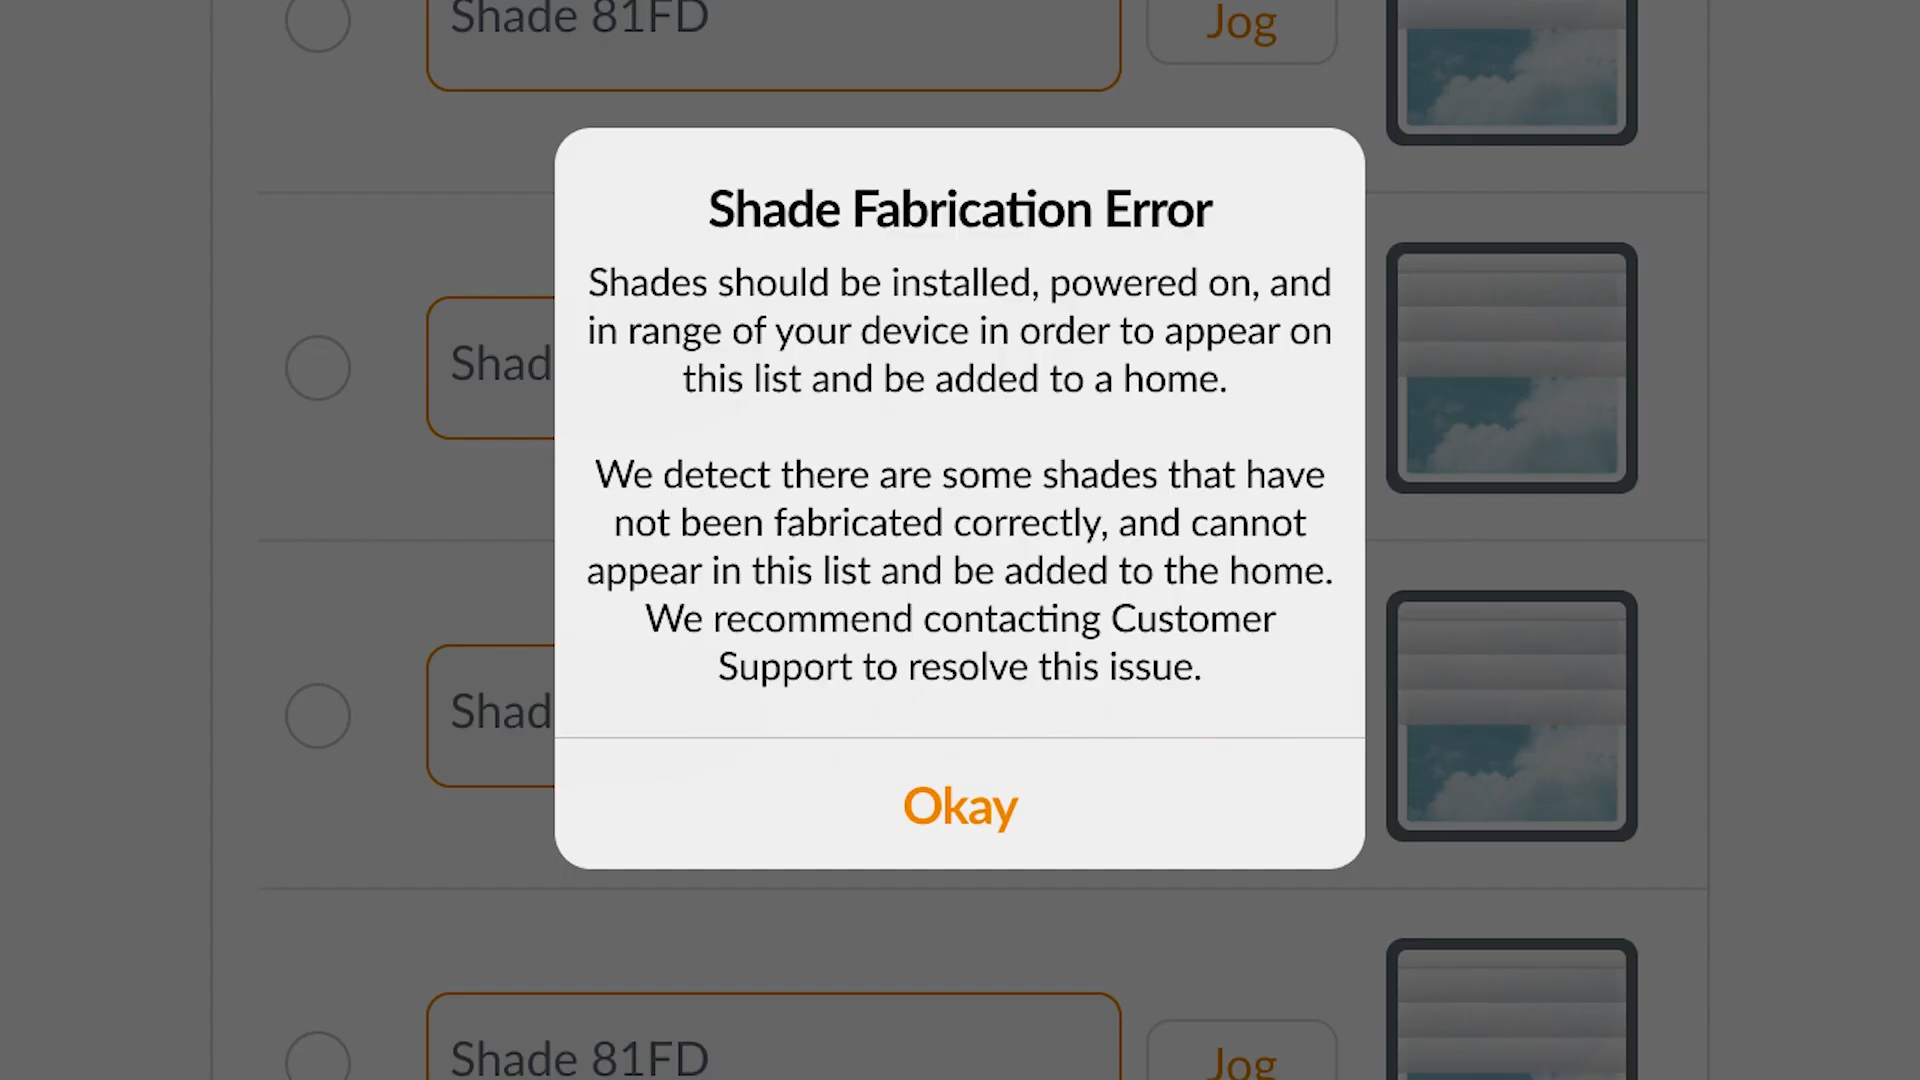 Shade 81FD
Jog
Shade Fabrication Error
Shades should be installed, powered on, and
in range of your device in order to appear on
this list and be added to a home.
Shad
We detect there are some shades that have
not been fabricated correctly, and cannot
appear in this list and be added to the home.
We recommend contacting Customer
Support to resolve this issue.
Shad
Okay
Shade 81FD
Jog